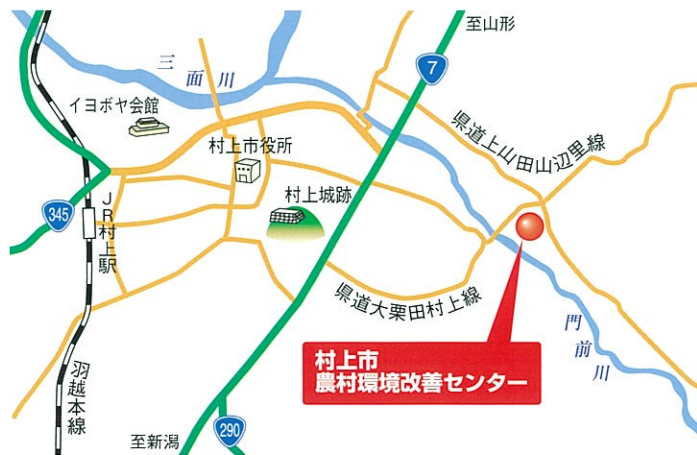 至山形
7
三面川
イヨボヤ会館
県道上山田山辺里線
村上市役所
村上城跡
345
JR村上駅
県道大栗田村上線
門前川
村上市
農村環境改善センター
羽越本線
290
至新潟